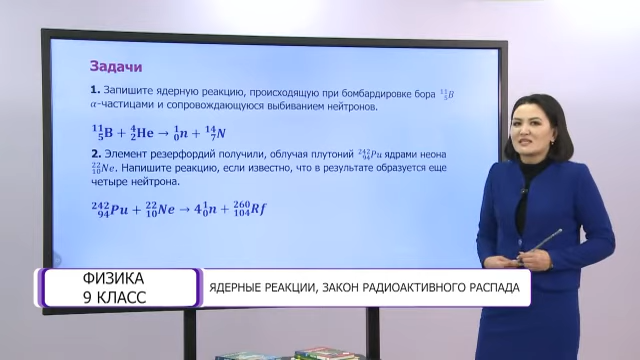 Задачи
1. Запишите ядерную реакцию, происходящую при бомбардировке бора ¹¹₅B
α-частицами и сопровождающуюся выбиванием нейтронов.
¹¹₅B + ⁴₂He → ¹₀n + ¹⁴₇N
2. Элемент резерфордий получили, облучая плутоний ²⁴²₉₄Pu ядрами неона
²²₁₀Ne. Напишите реакцию, если известно, что в результате образуется еще
четыре нейтрона.
²⁴²₉₄Pu + ²²₁₀Ne → 4¹₀n + ²⁶⁰₁₀₄Rf
ФИЗИКА
9 КЛАСС
ЯДЕРНЫЕ РЕАКЦИИ, ЗАКОН РАДИОАКТИВНОГО РАСПАДА